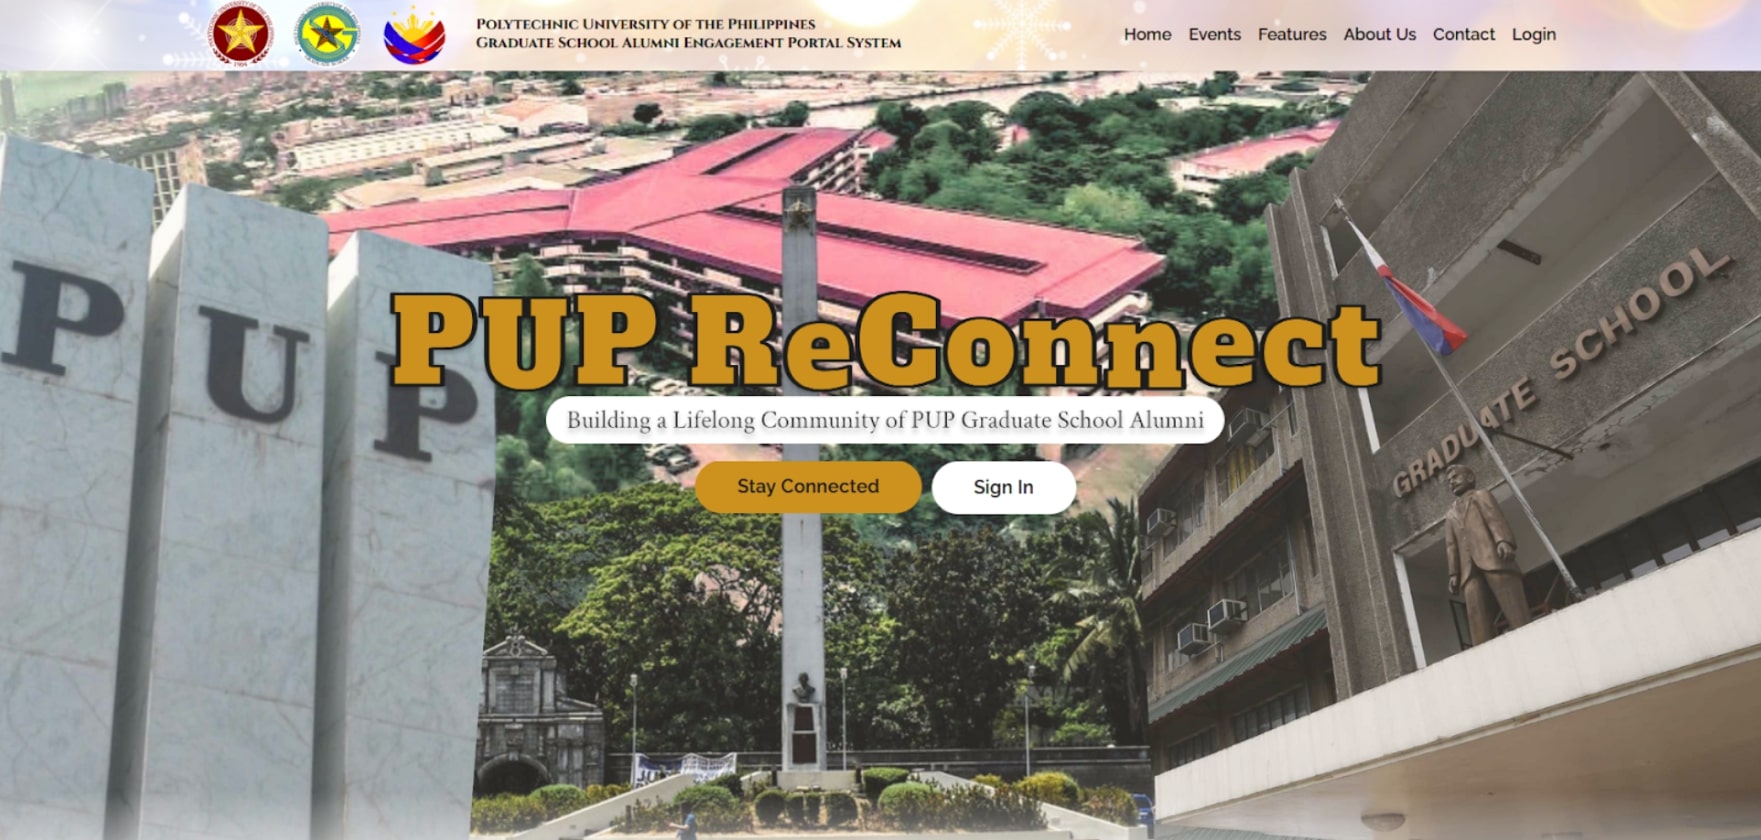 POLYTECHNIC UNIVERSITY OF THE PHILIPPINES
GRADUATE SCHOOL ALUMNI ENGAGEMENT PORTAL SYSTEM
Home Events Features About Us Contact Login
PUP
GRADUATE SCHOOL
PUP ReConnect
Building a Lifelong Community of PUP Graduate School Alumni
Stay Connected Sign In